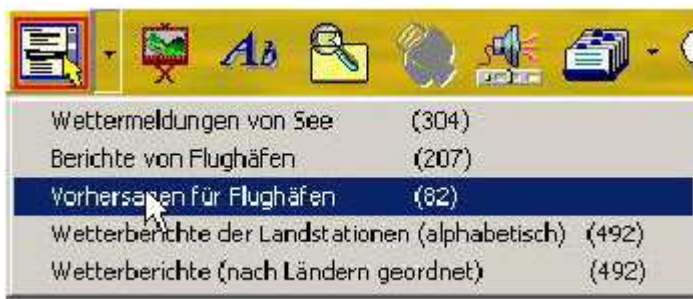 Ab
Wettermeldungen von See (304)
Berichte von Flughäfen (207)
Vorhersagen für Flughäfen (82)
Wetterberichte der Landstationen (alphabetisch) (492)
Wetterberichte (nach Ländern geordnet) (492)